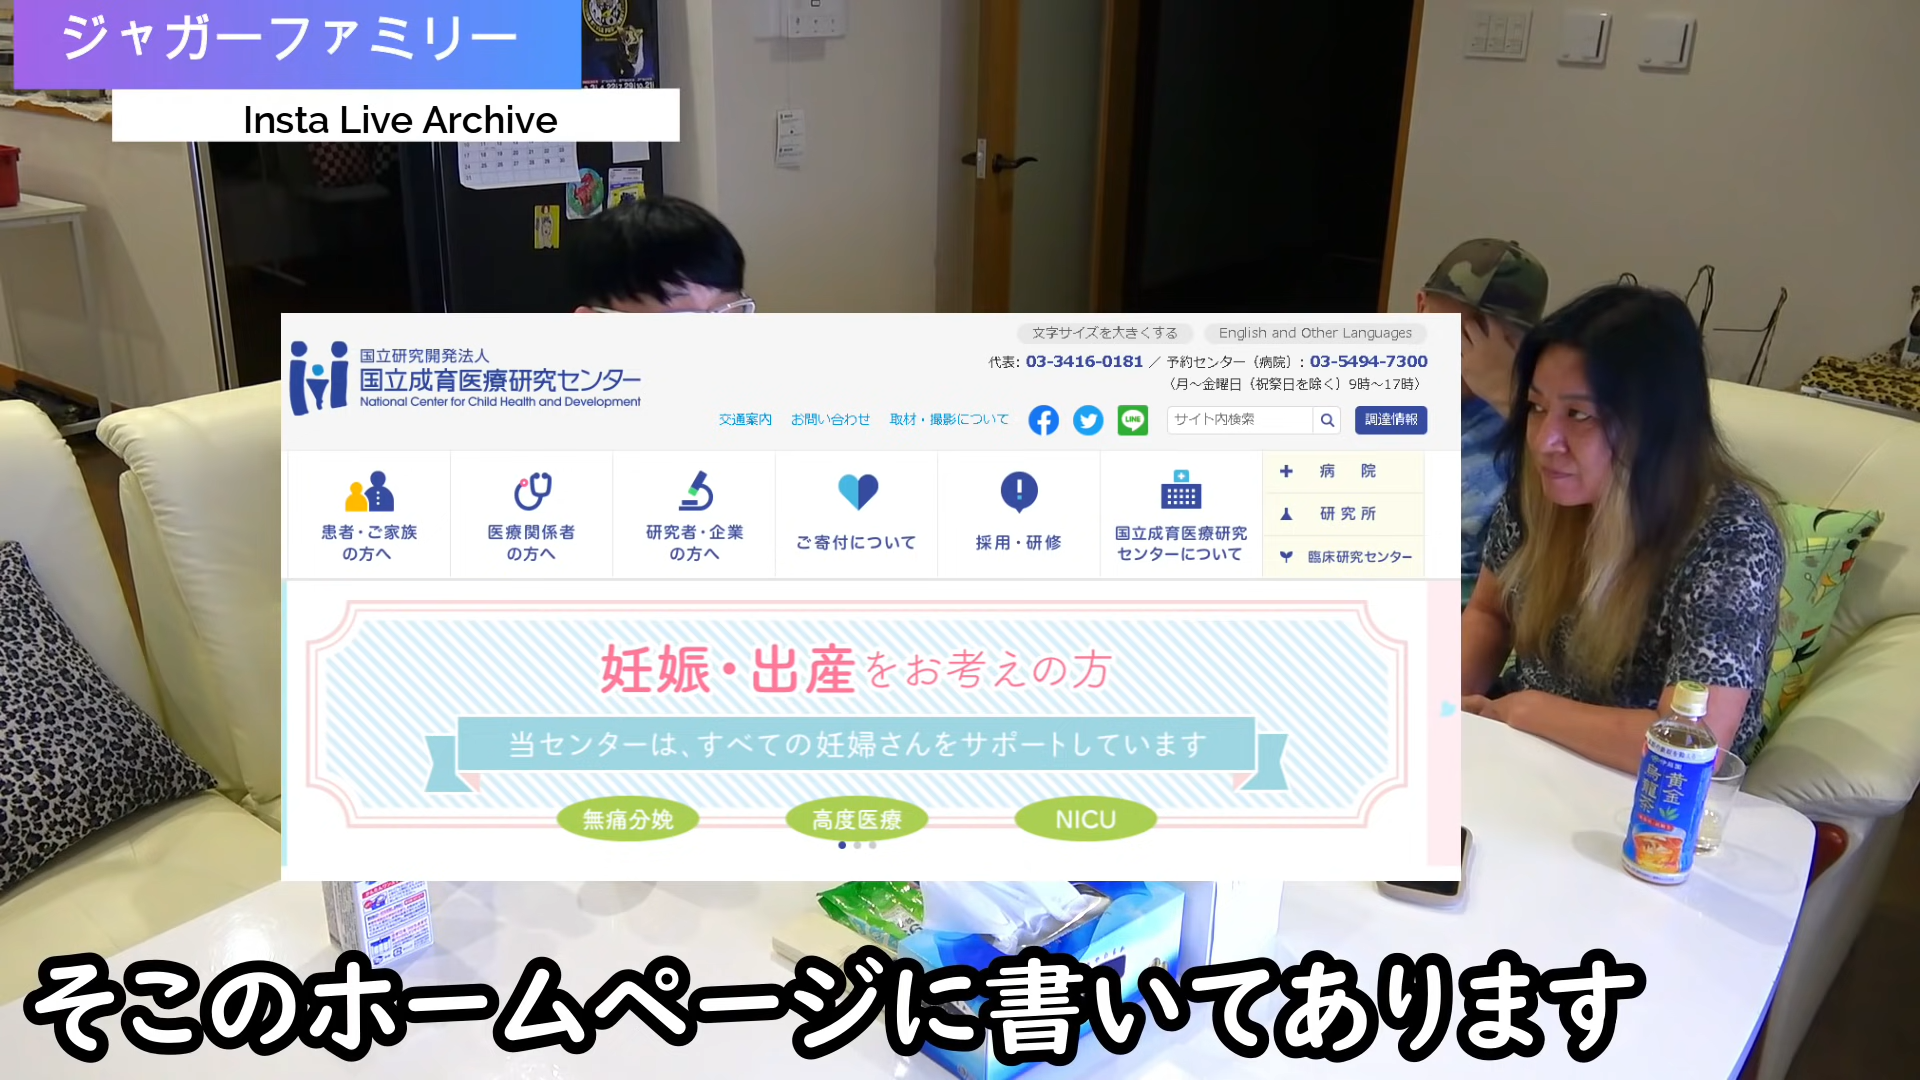 ジャガーファミリー
Insta Live Archive
文字サイズを大きくする
English and Other Languages
国立研究開発法人
国立成育医療研究センター
National Center for Child Health and Development
代表: 03-3416-0181 ／ 予約センター（病院）: 03-5494-7300
〈月〜金曜日（祝祭日を除く）9時〜17時〉
交通案内
お問い合わせ
取材・撮影について
LINE
サイト内検索
調達情報
患者・ご家族
の方へ
医療関係者
の方へ
研究者・企業
の方へ
ご寄付について
採用・研修
国立成育医療研究
センターについて
病 院
研究所
臨床研究センター
妊娠・出産をお考えの方
当センターは、すべての妊婦さんをサポートしています
無痛分娩
高度医療
NICU
黄金
烏龍茶
そこのホームページに書いてあります